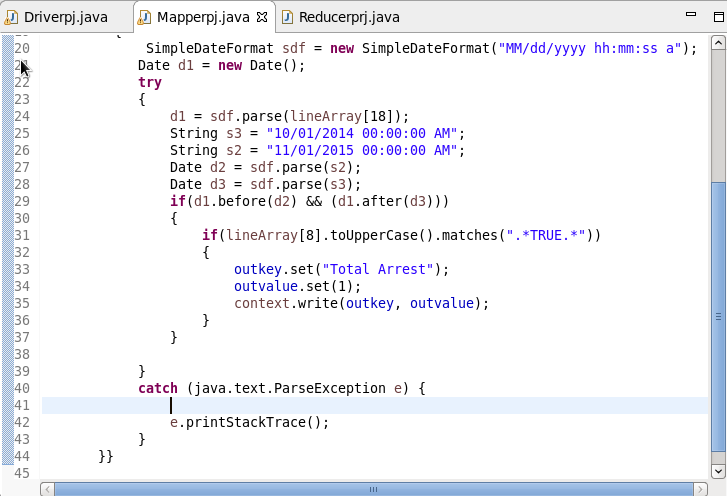 Driverpj.java Mapperpj.java Reducerprj.java
{
20 SimpleDateFormat sdf = new SimpleDateFormat("MM/dd/yyyy hh:mm:ss a");
21 Date d1 = new Date();
22 try
23 {
24 d1 = sdf.parse(lineArray[18]);
25 String s3 = "10/01/2014 00:00:00 AM";
26 String s2 = "11/01/2015 00:00:00 AM";
27 Date d2 = sdf.parse(s2);
28 Date d3 = sdf.parse(s3);
29 if(d1.before(d2) && (d1.after(d3)))
30 {
31 if(lineArray[8].toUpperCase().matches(".*TRUE.*"))
32 {
33 outkey.set("Total Arrest");
34 outvalue.set(1);
35 context.write(outkey, outvalue);
36 }
37 }
38
39 }
40 catch (java.text.ParseException e) {
41
42 e.printStackTrace();
43 }
44 }}
45